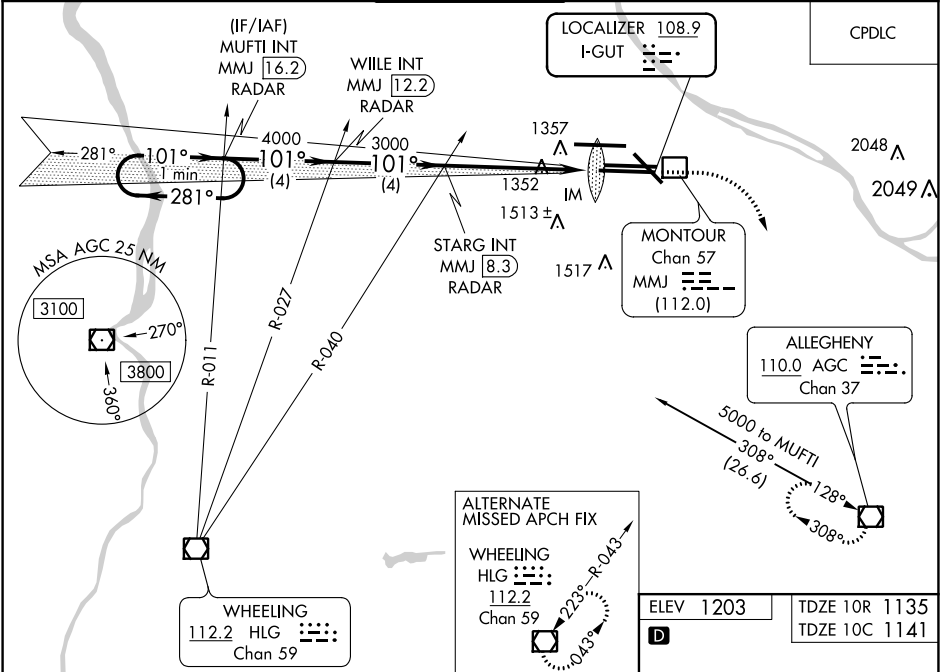 (IF/IAF)
MUFTI INT
MMJ 16.2
RADAR
WIILE INT
MMJ 12.2
RADAR
LOCALIZER 108.9
I-GUT
CPDLC
281°
101°
1 min
281°
4000
101°
(4)
3000
101°
(4)
1357
1352
IM
1513 ±
1517
2048
2049
STARG INT
MMJ 8.3
RADAR
MONTOUR
Chan 57
MMJ
(112.0)
MSA AGC 25 NM
3100
270°
3800
360°
R-011
R-027
R-040
ALLEGHENY
110.0 AGC
Chan 37
5000 to MUFTI
308°
(26.6)
128°
308°
WHEELING
112.2 HLG
Chan 59
ALTERNATE
MISSED APCH FIX
WHEELING
HLG
112.2
Chan 59
223°
R-043
043°
ELEV 1203
D
TDZE 10R 1135
TDZE 10C 1141